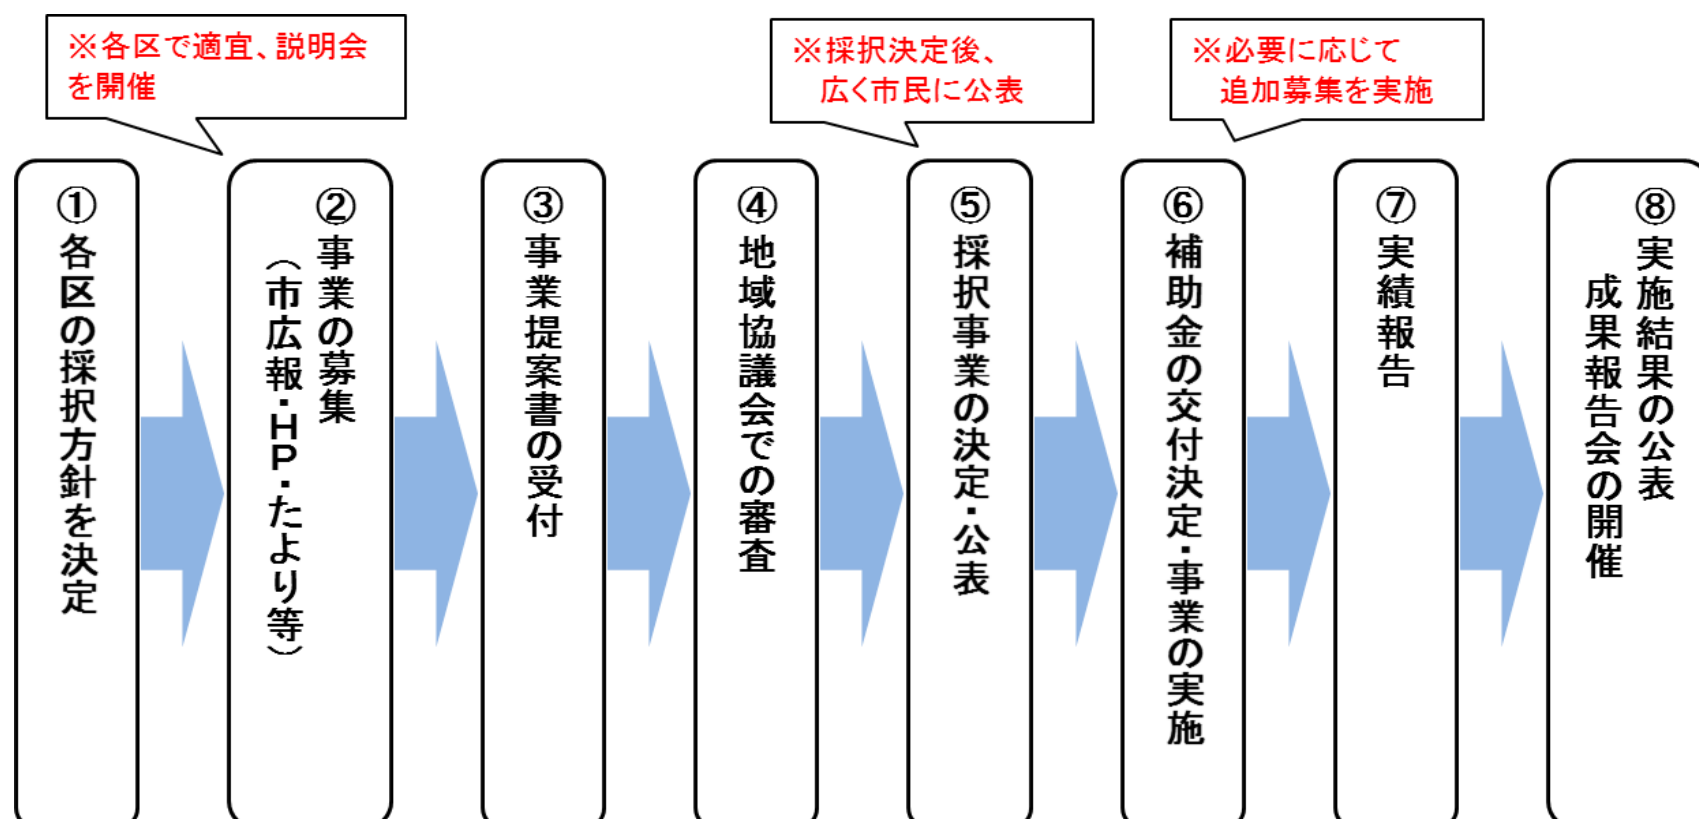 ※各区で適宜、説明会
を開催
※採択決定後、
広く市民に公表
※必要に応じて
追加募集を実施
①各区の採択方針を決定
②事業の募集
（市広報・ＨＰ・たより等）
③事業提案書の受付
④地域協議会での審査
⑤採択事業の決定・公表
⑥補助金の交付決定・事業の実施
⑦実績報告
⑧実施結果の公表
成果報告会の開催